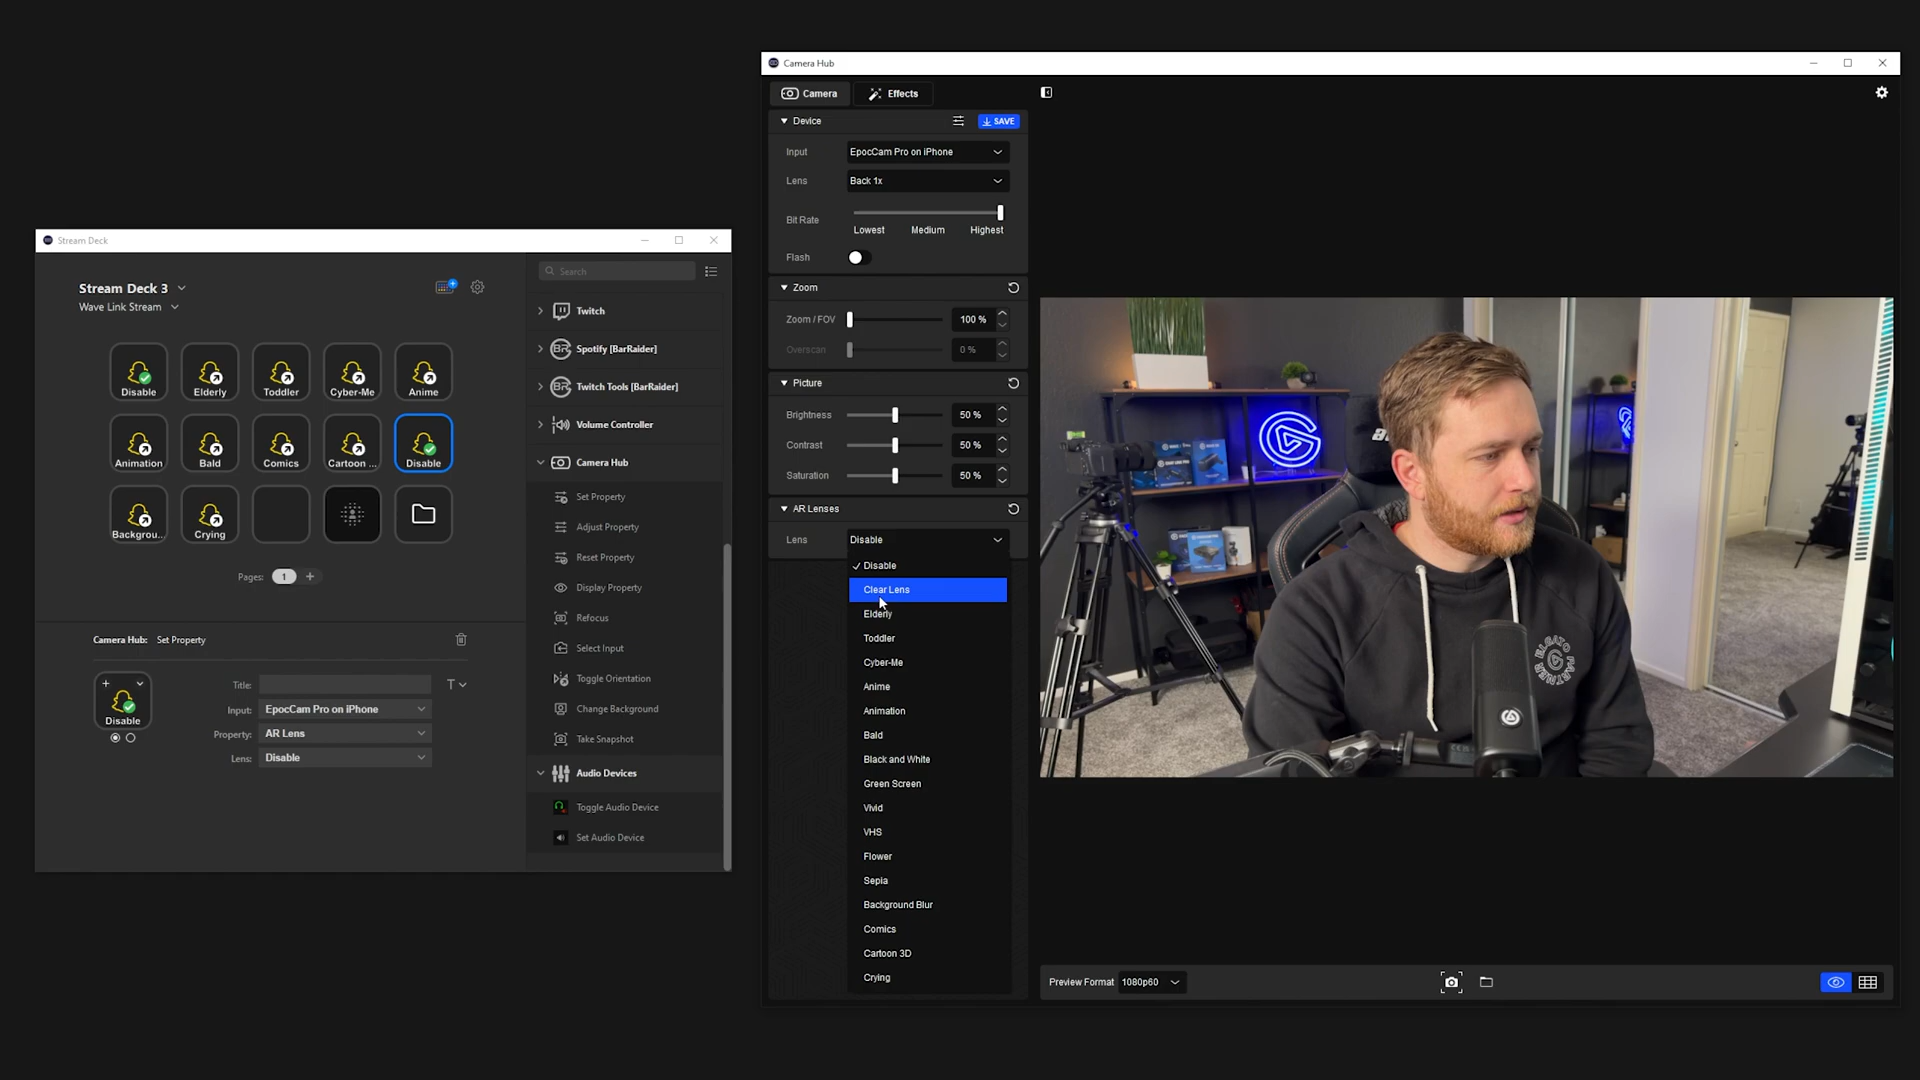 Camera Hub
Camera
Effects
Device
SAVE
Input
EpocCam Pro on iPhone
Lens
Back 1x
Bit Rate
Lowest
Medium
Highest
Flash
Zoom
Zoom / FOV
100 %
Overscan
0 %
Picture
Brightness
50 %
Contrast
50 %
Saturation
50 %
AR Lenses
Lens
Disable
Disable
Clear Lens
Elderly
Toddler
Cyber-Me
Anime
Animation
Bald
Black and White
Green Screen
Vivid
VHS
Flower
Sepia
Background Blur
Comics
Cartoon 3D
Crying
ELGATO PARTNER
Preview Format
1080p60
Stream Deck
Stream Deck 3
Wave Link Stream
Disable
Elderly
Toddler
Cyber-Me
Anime
Animation
Bald
Comics
Cartoon ...
Disable
Backgrou..
Crying
Pages:
1
Camera Hub: Set Property
Disable
Title:
T
Input:
EpocCam Pro on iPhone
Property:
AR Lens
Lens:
Disable
Search
Twitch
BR
Spotify [BarRaider]
BR
Twitch Tools [BarRaider]
Volume Controller
Camera Hub
Set Property
Adjust Property
Reset Property
Display Property
Refocus
Select Input
Toggle Orientation
Change Background
Take Snapshot
Audio Devices
Toggle Audio Device
Set Audio Device